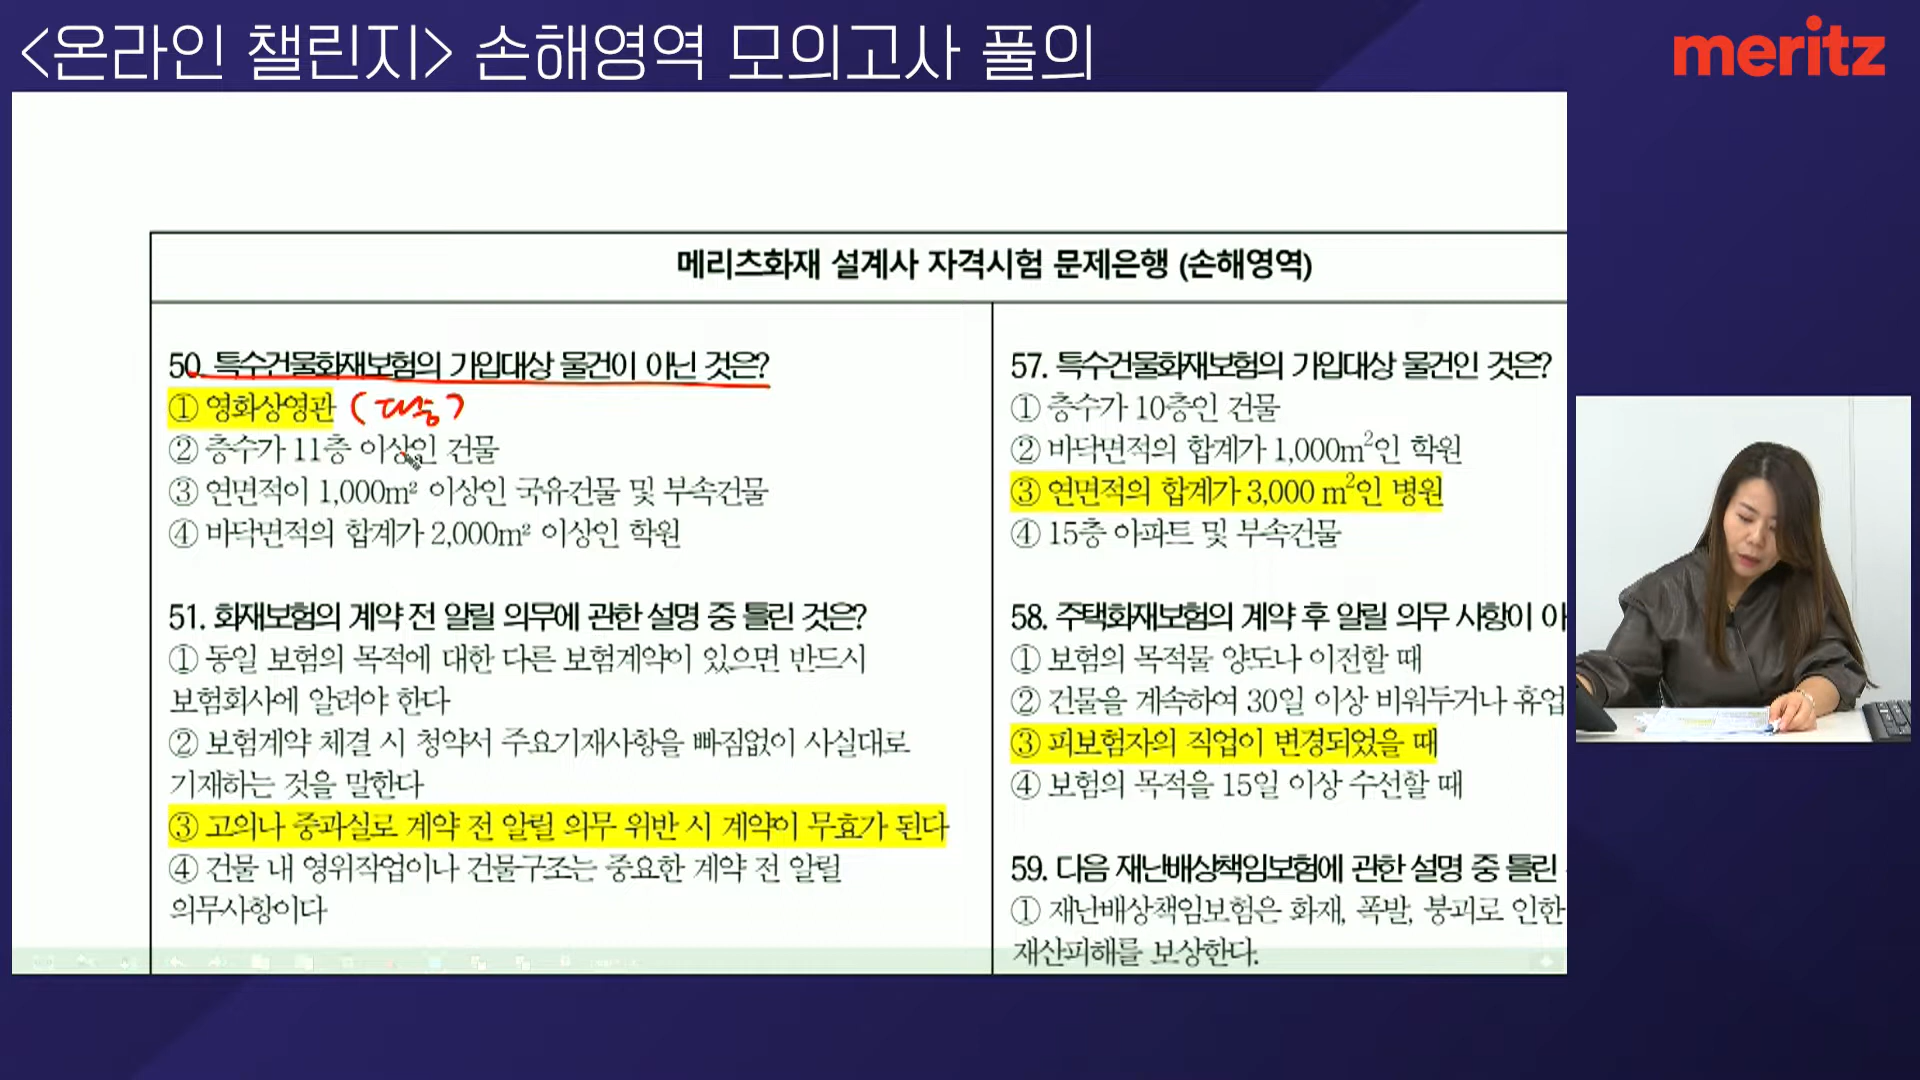 <온라인 챌린지> 손해영역 모의고사 풀의
meritz
메리츠화재 설계사 자격시험 문제은행 (손해영역)
50. 특수건물화재보험의 가입대상 물건이 아닌 것은?
① 영화상영관 (다중)
② 층수가 11층 이상인 건물
③ 연면적이 1,000m² 이상인 국유건물 및 부속건물
④ 바닥면적의 합계가 2,000m² 이상인 학원
51. 화재보험의 계약 전 알릴 의무에 관한 설명 중 틀린 것은?
① 동일 보험의 목적에 대한 다른 보험계약이 있으면 반드시
보험회사에 알려야 한다
② 보험계약 체결 시 청약서 주요기재사항을 빠짐없이 사실대로
기재하는 것을 말한다
③ 고의나 중과실로 계약 전 알릴 의무 위반 시 계약이 무효가 된다
④ 건물 내 영위작업이나 건물구조는 중요한 계약 전 알릴
의무사항이다
57. 특수건물화재보험의 가입대상 물건인 것은?
① 층수가 10층인 건물
② 바닥면적의 합계가 1,000m²인 학원
③ 연면적의 합계가 3,000 m²인 병원
④ 15층 아파트 및 부속건물
58. 주택화재보험의 계약 후 알릴 의무 사항이 아
① 보험의 목적물 양도나 이전할 때
② 건물을 계속하여 30일 이상 비워두거나 휴업
③ 피보험자의 직업이 변경되었을 때
④ 보험의 목적을 15일 이상 수선할 때
59. 다음 재난배상책임보험에 관한 설명 중 틀린
① 재난배상책임보험은 화재, 폭발, 붕괴로 인한
재산피해를 보상한다.